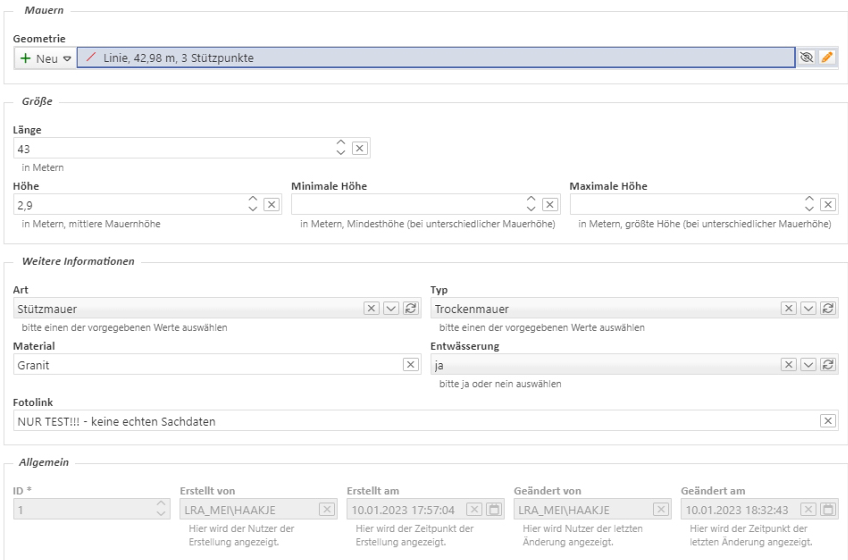 Mauern
Geometrie
Neu Linie, 42,98 m, 3 Stützpunkte
Größe
Länge
43
in Metern
Höhe Minimale Höhe Maximale Höhe
2,9
in Metern, mittlere Mauernhöhe in Metern, Mindesthöhe (bei unterschiedlicher Mauerhöhe) in Metern, größte Höhe (bei unterschiedlicher Mauerhöhe)
Weitere Informationen
Art Typ
Stützmauer Trockenmauer
bitte einen der vorgegebenen Werte auswählen bitte einen der vorgegebenen Werte auswählen
Material Entwässerung
Granit ja
bitte ja oder nein auswählen
Fotolink
NUR TEST!!! - keine echten Sachdaten
Allgemein
ID * Erstellt von Erstellt am Geändert von Geändert am
1 LRA_MEI\HAAKJE 10.01.2023 17:57:04 LRA_MEI\HAAKJE 10.01.2023 18:32:43
Hier wird der Nutzer der Hier wird der Zeitpunkt der Hier wird Nutzer der letzten Hier wird der Zeitpunkt der
Erstellung angezeigt. Erstellung angezeigt. Änderung angezeigt. letzten Änderung angezeigt.